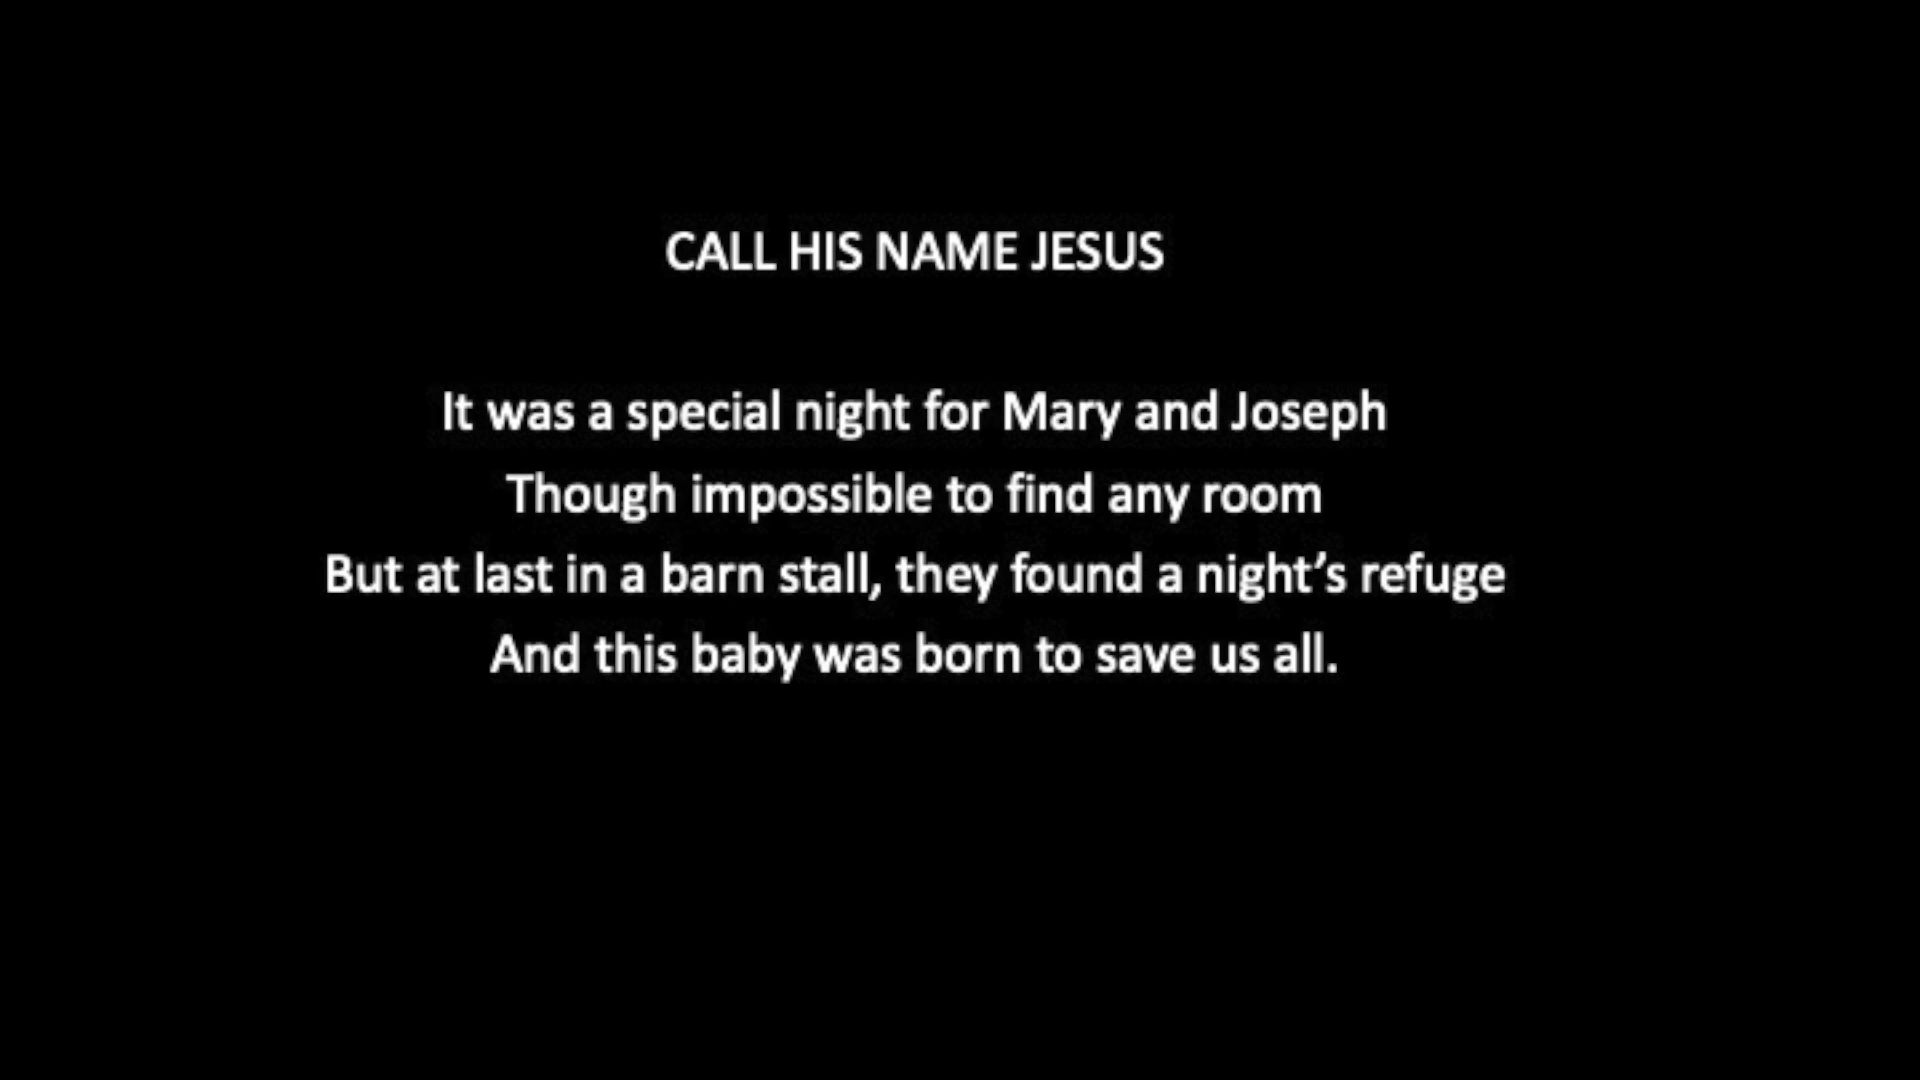 CALL HIS NAME JESUS
It was a special night for Mary and Joseph
Though impossible to find any room
But at last in a barn stall, they found a night’s refuge
And this baby was born to save us all.